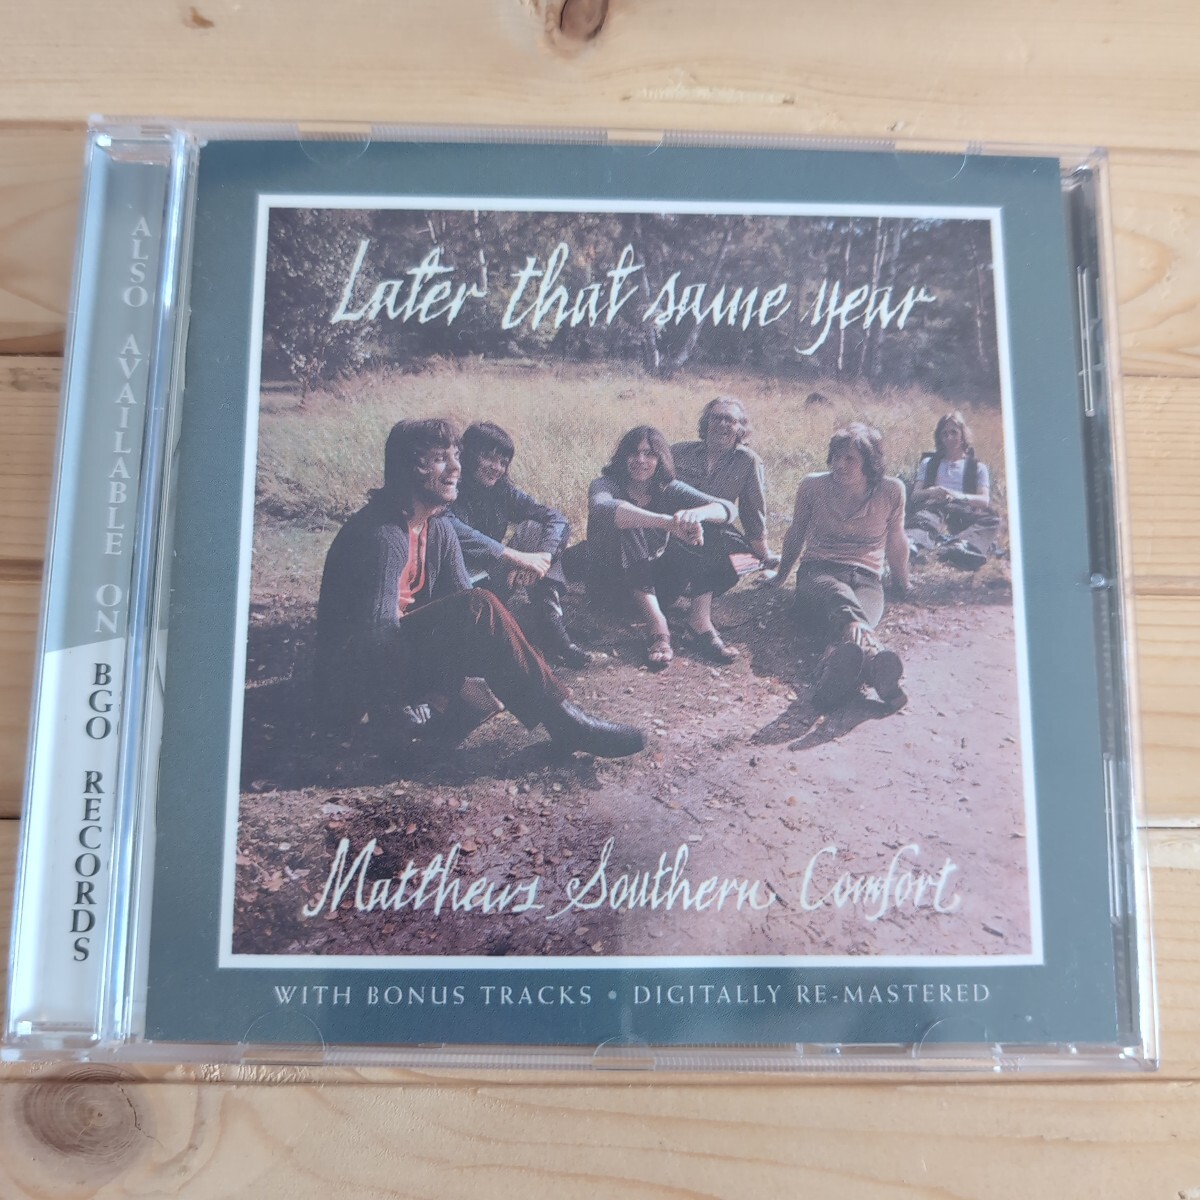 Later that same year
Matthews Southern Comfort
WITH BONUS TRACKS • DIGITALLY RE-MASTERED
ALSO AVAILABLE ON BGO RECORDS